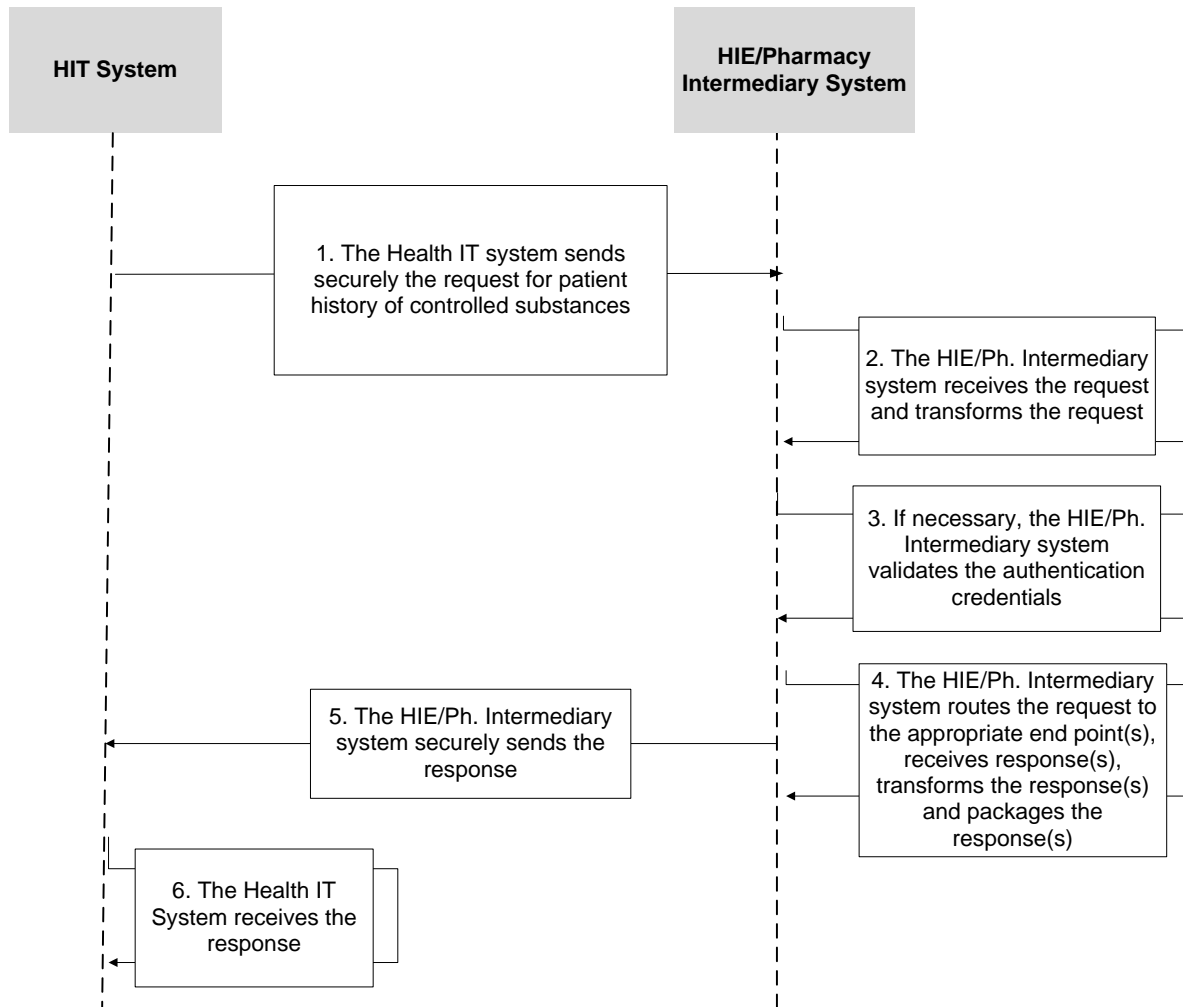 HIT System
HIE/Pharmacy
Intermediary System
1. The Health IT system sends
securely the request for patient
history of controlled substances
2. The HIE/Ph. Intermediary
system receives the request
and transforms the request
3. If necessary, the HIE/Ph.
Intermediary system
validates the authentication
credentials
4. The HIE/Ph. Intermediary
system routes the request to
the appropriate end point(s),
receives response(s),
transforms the response(s)
and packages the
response(s)
5. The HIE/Ph. Intermediary
system securely sends the
response
6. The Health IT
System receives the
response